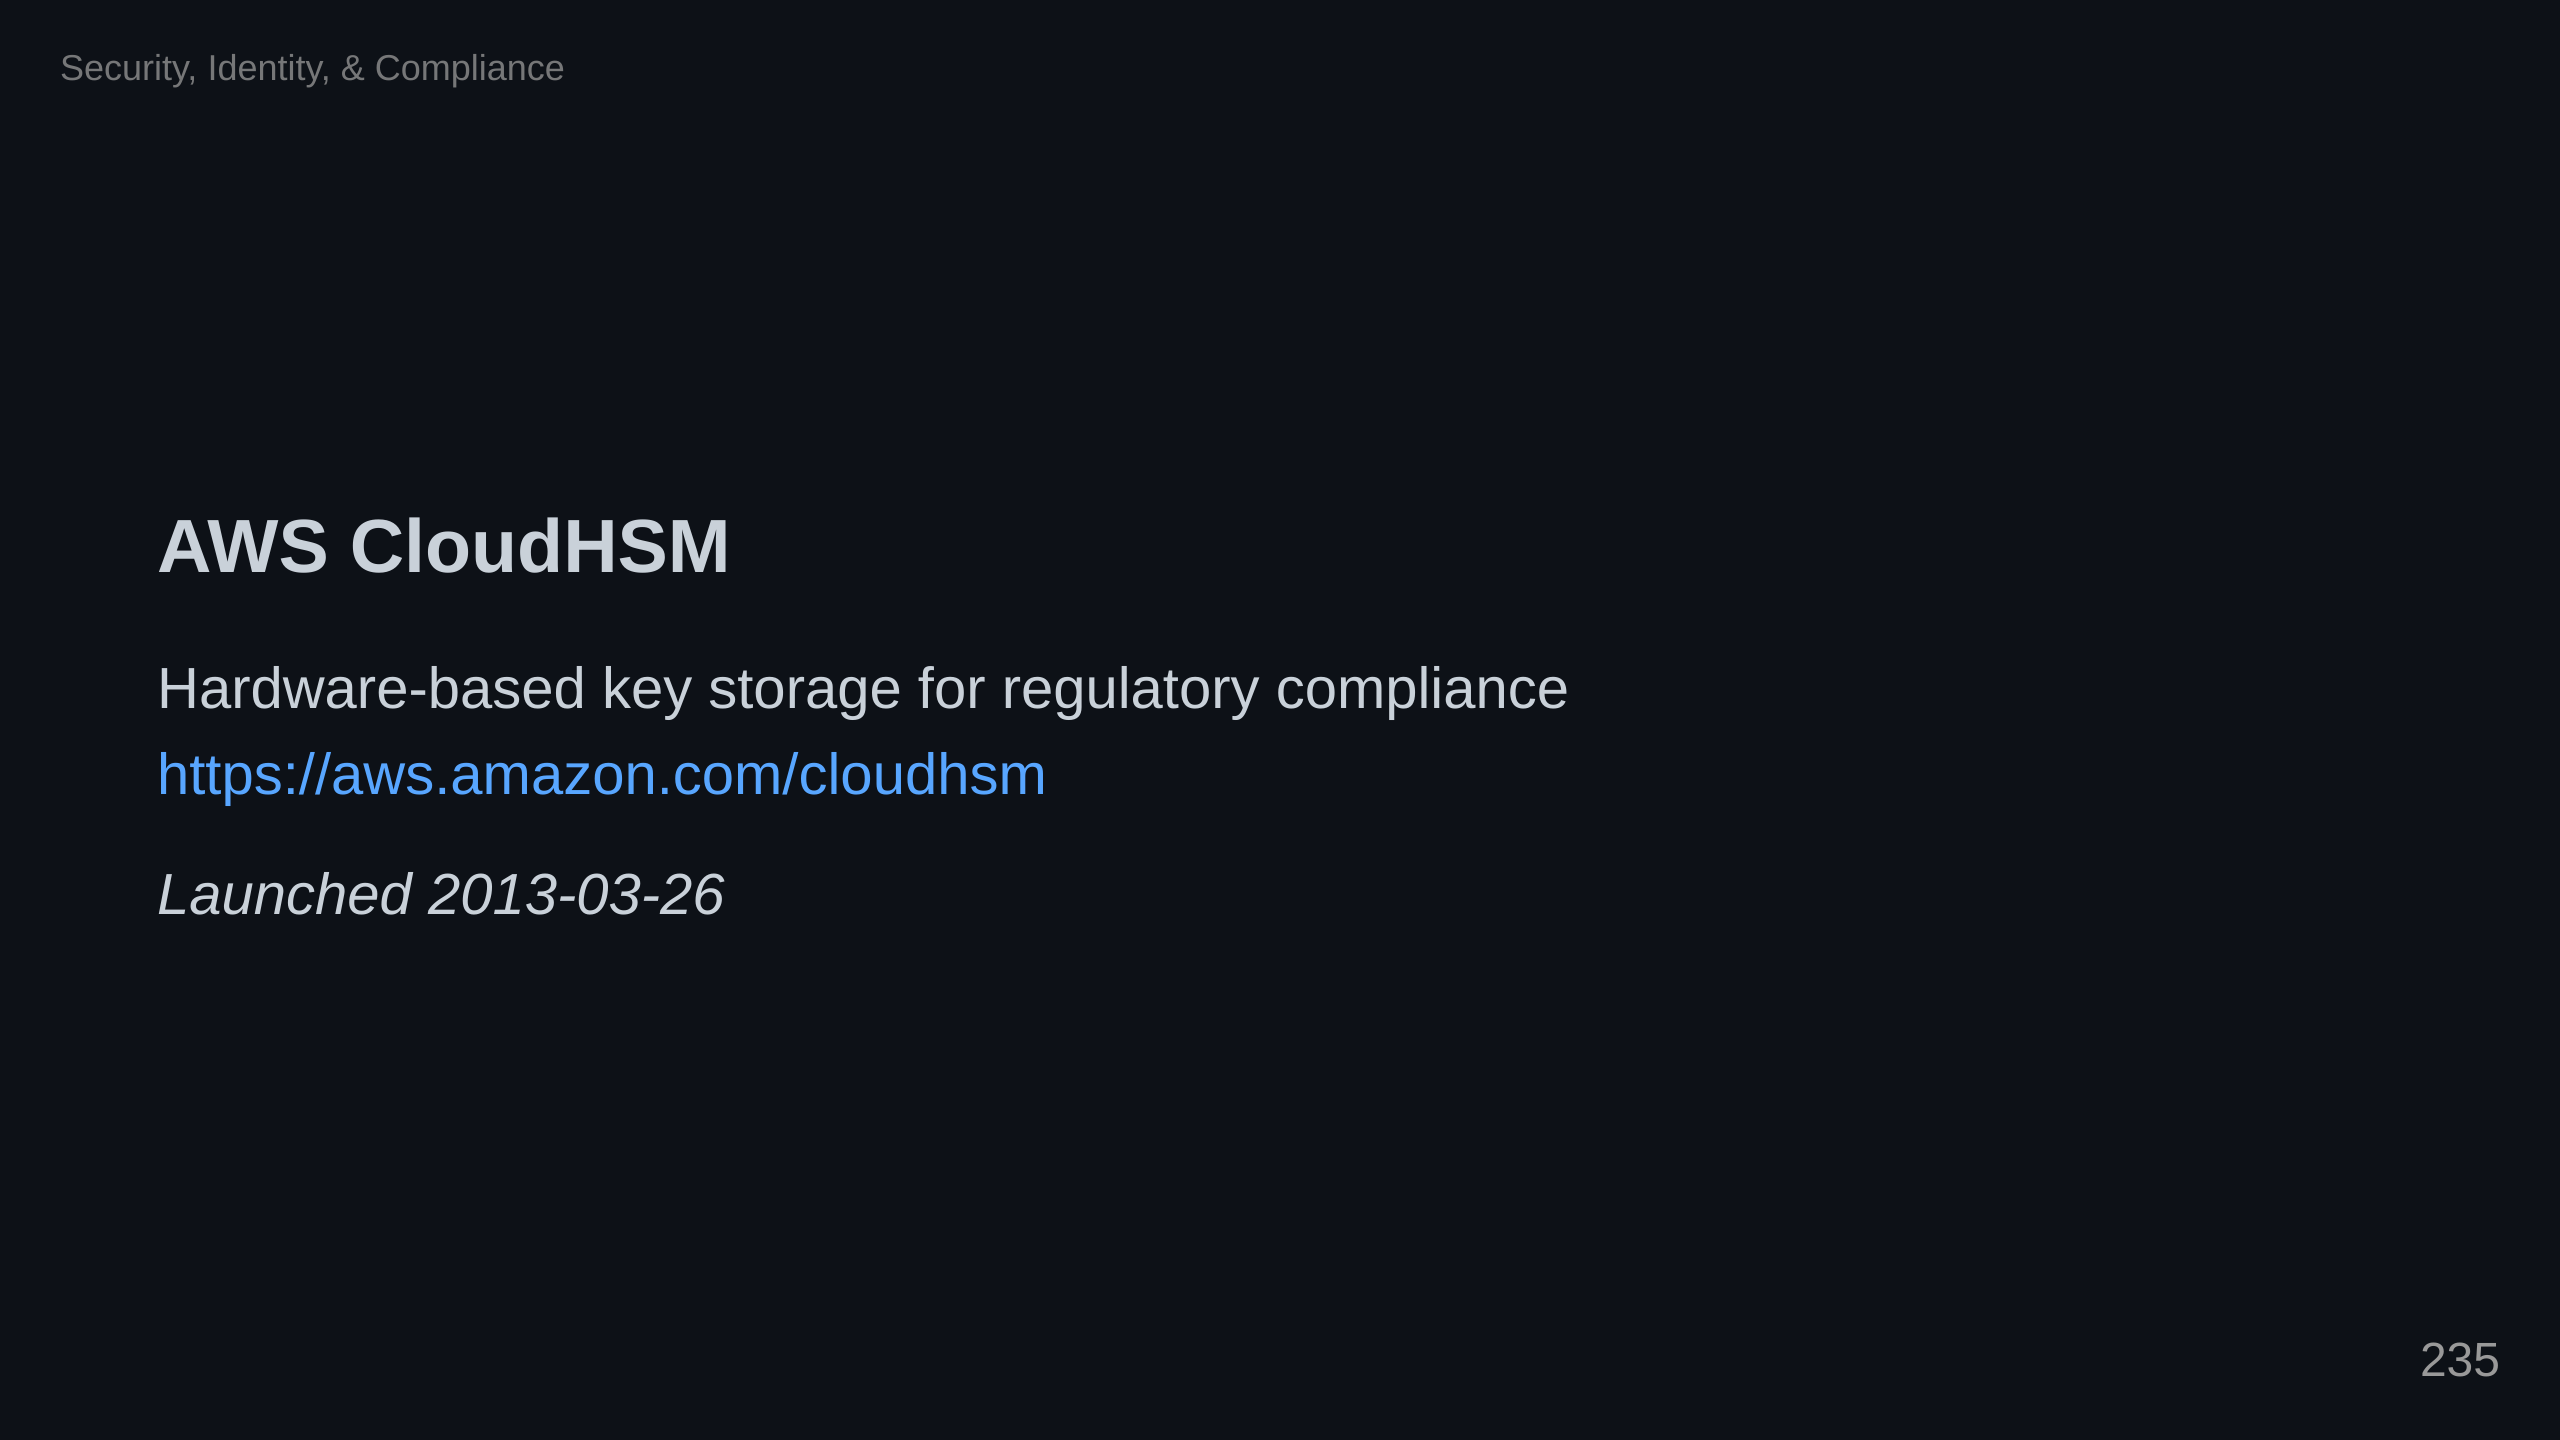 Security, Identity, & Compliance
AWS CloudHSM
Hardware-based key storage for regulatory compliance
https://aws.amazon.com/cloudhsm
Launched 2013-03-26
235